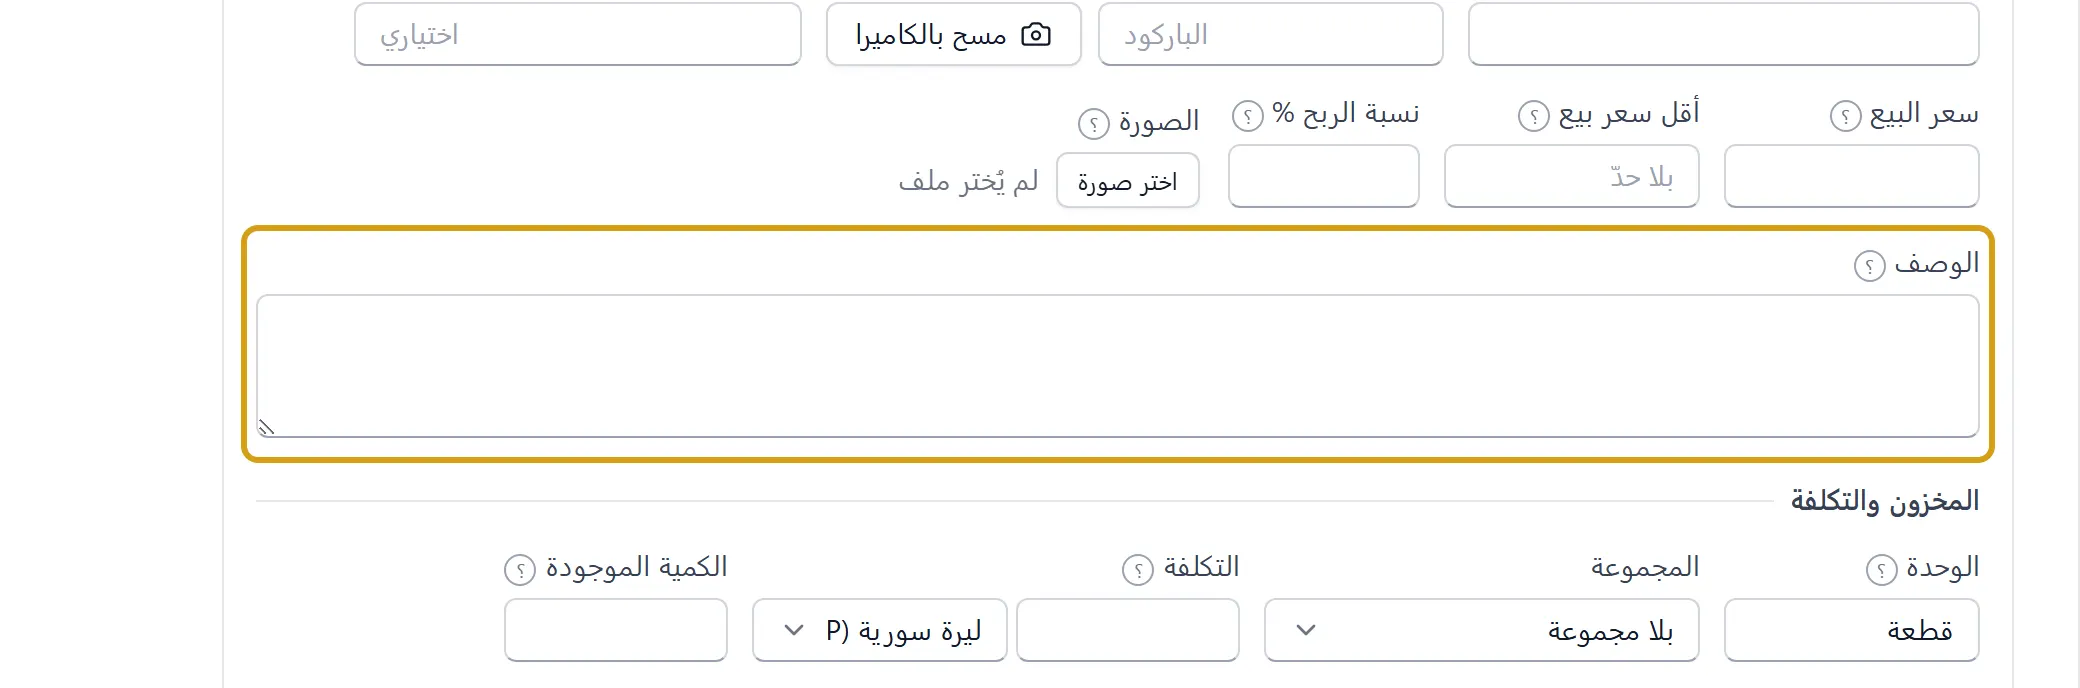 الباركود مسح بالكاميرا اختياري
سعر البيع ؟ أقل سعر بيع ؟ نسبة الربح % ؟ الصورة ؟
بلا حدّ اختر صورة لم يُختر ملف
الوصف ؟
المخزون والتكلفة
الوحدة ؟ المجموعة التكلفة ؟ الكمية الموجودة ؟
قطعة بلا مجموعة ليرة سورية (P